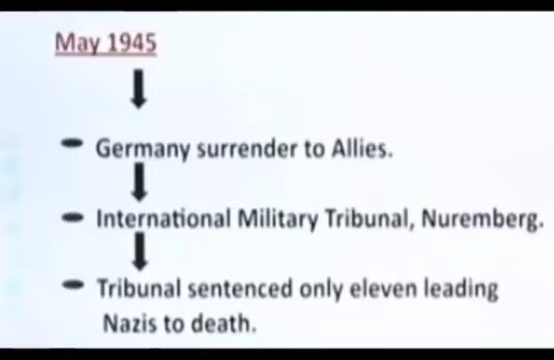 May 1945
Germany surrender to Allies.
International Military Tribunal, Nuremberg.
Tribunal sentenced only eleven leading
Nazis to death.